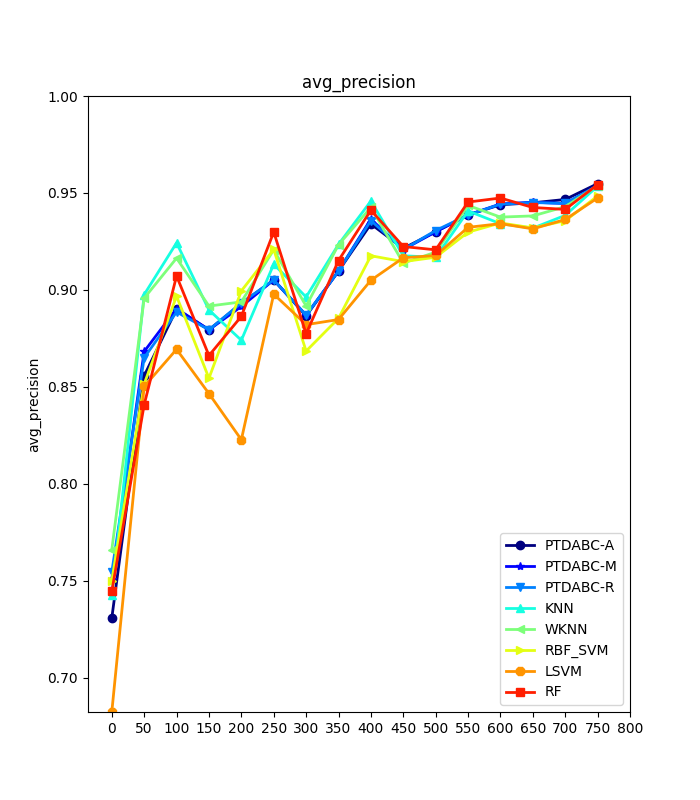 avg_precision
1.00
0.95
0.90
0.85
0.80
0.75
0.70
avg_precision
PTDABC-A
PTDABC-M
PTDABC-R
KNN
WKNN
RBF_SVM
LSVM
RF
0 50 100 150 200 250 300 350 400 450 500 550 600 650 700 750 800